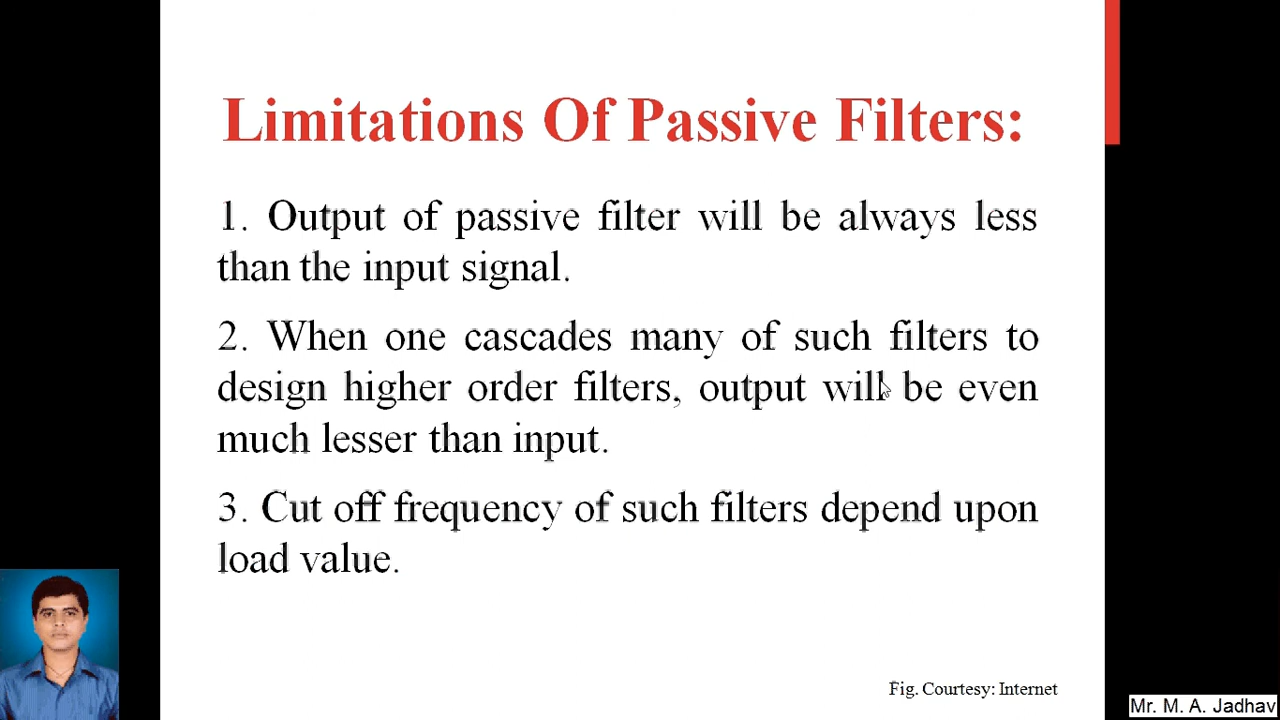 Limitations Of Passive Filters:
1. Output of passive filter will be always less
than the input signal.
2. When one cascades many of such filters to
design higher order filters, output will be even
much lesser than input.
3. Cut off frequency of such filters depend upon
load value.
Fig. Courtesy: Internet
Mr. M. A. Jadhav